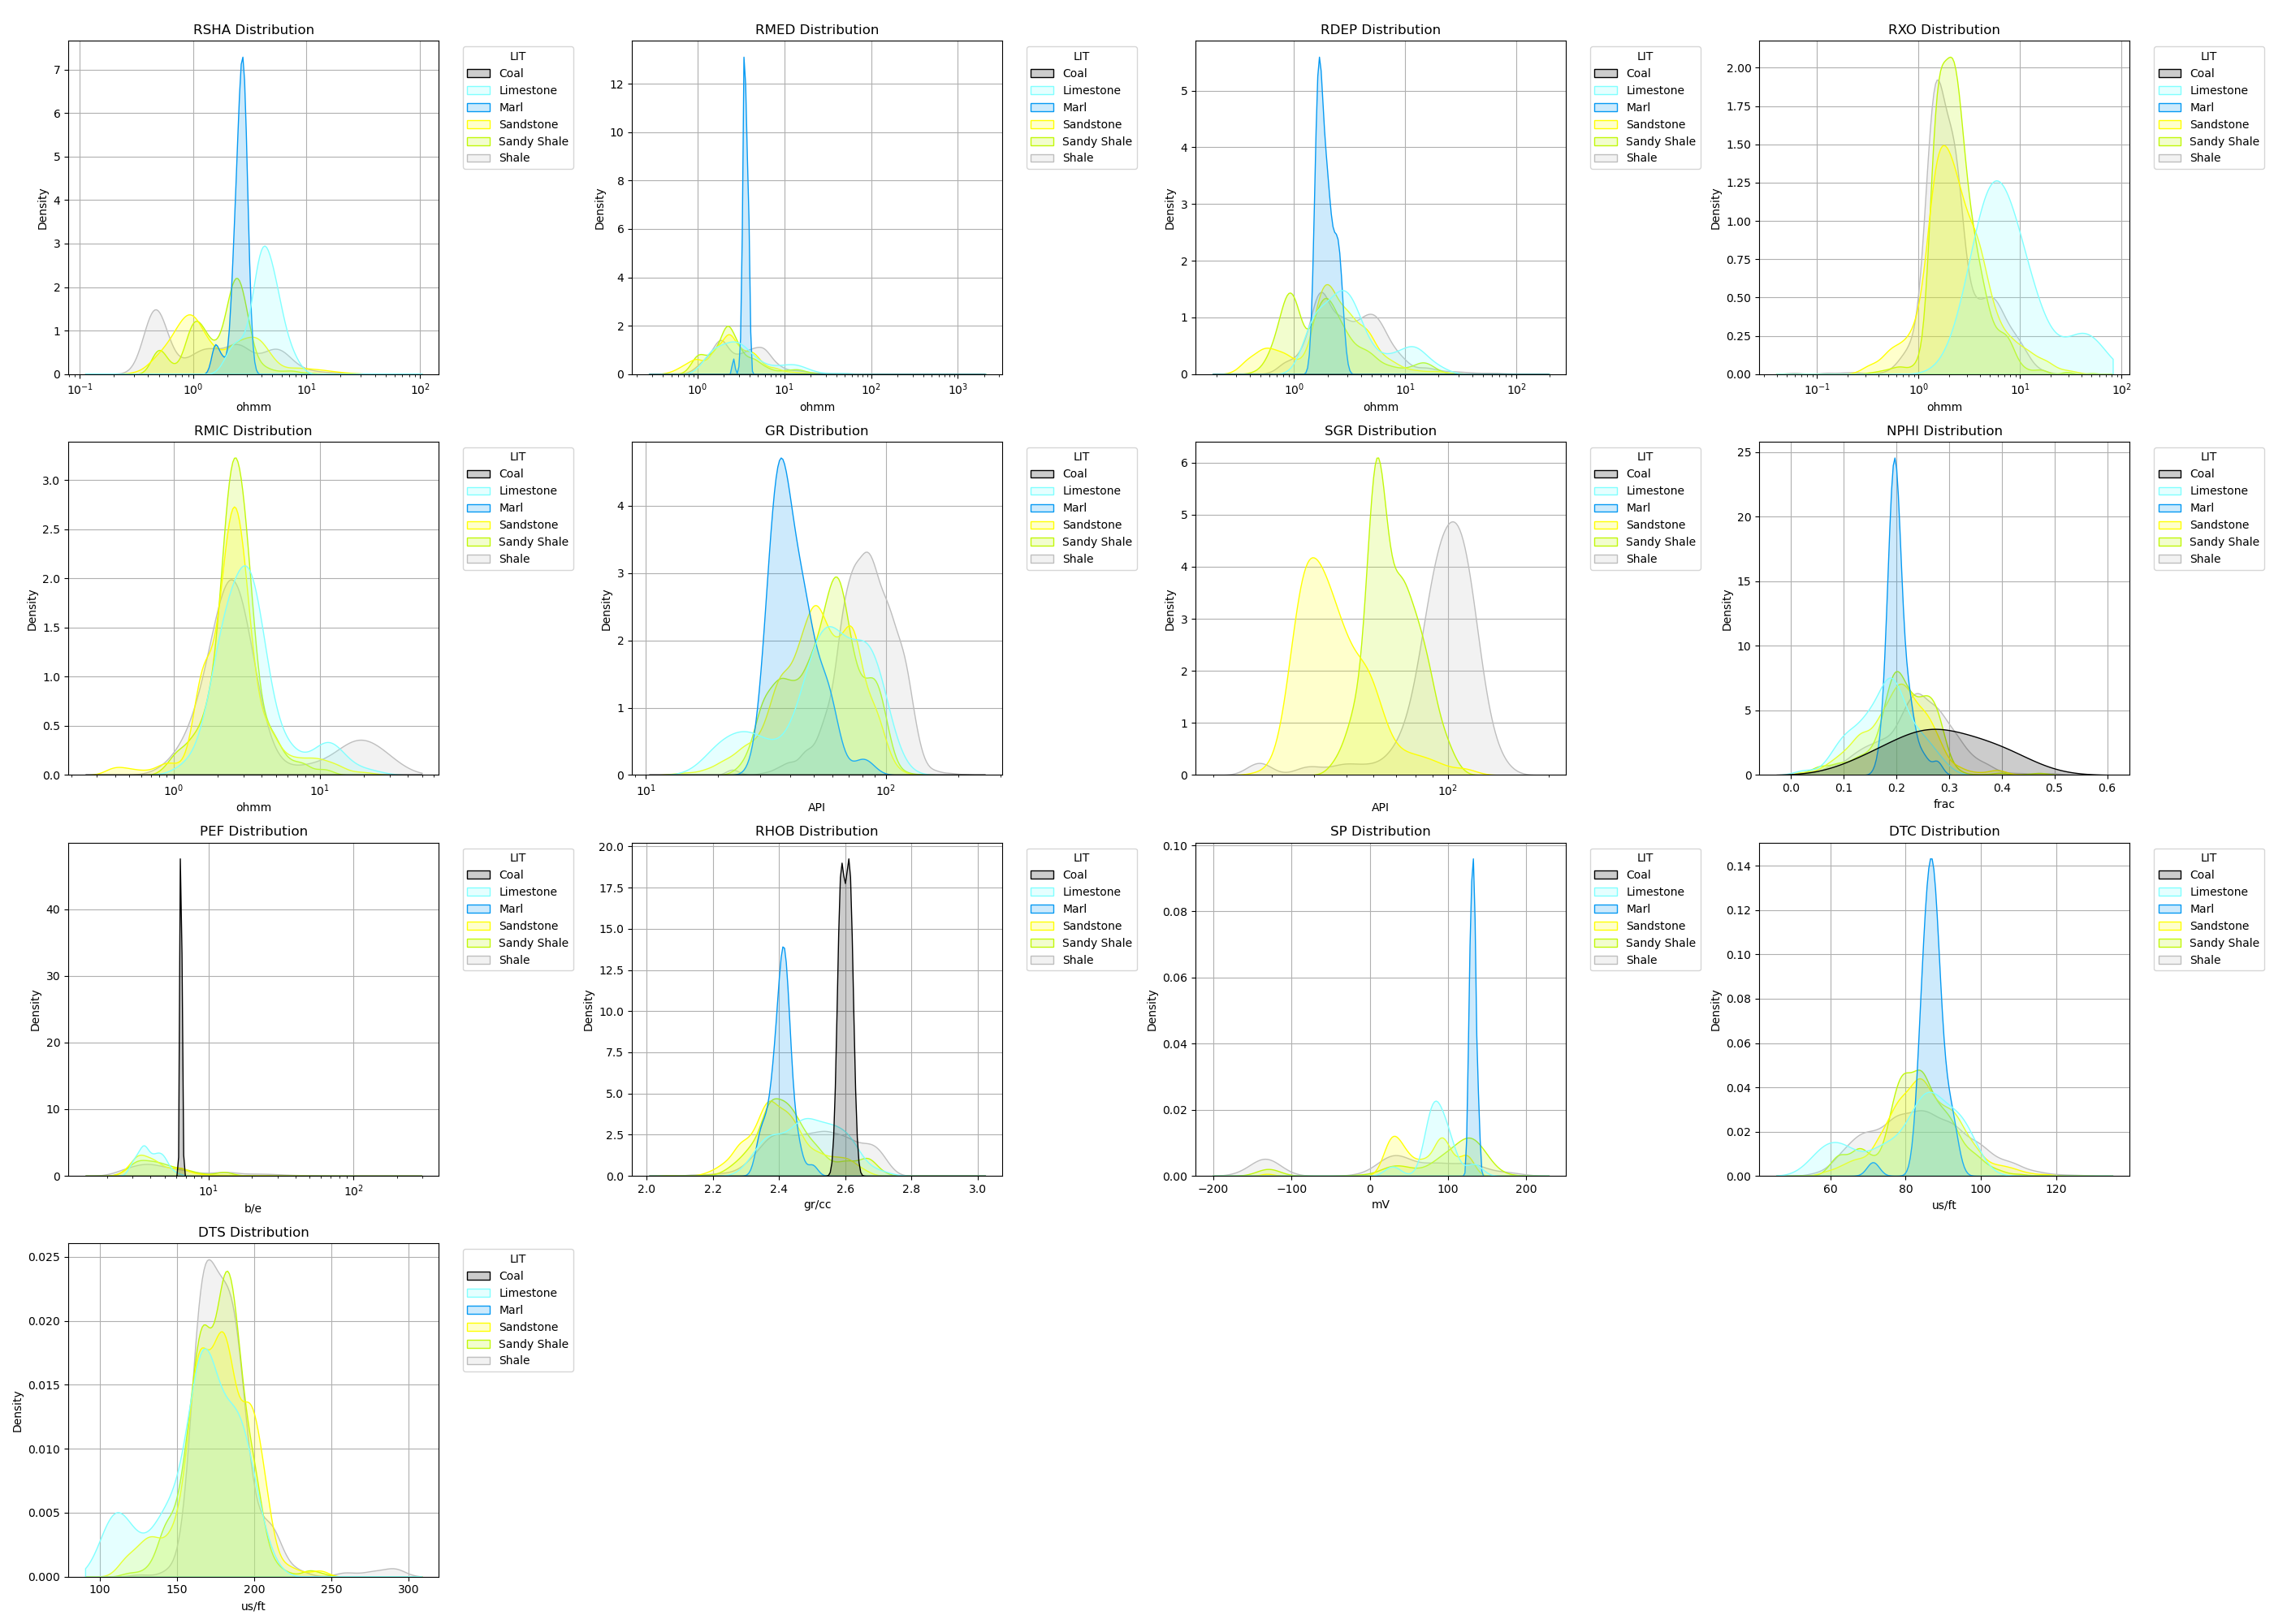 RSHA Distribution
Density
7
6
5
4
3
2
1
0
10⁻¹ 10⁰ 10¹ 10²
ohmm
LIT
Coal
Limestone
Marl
Sandstone
Sandy Shale
Shale
RMED Distribution
Density
12
10
8
6
4
2
0
10⁰ 10¹ 10² 10³
ohmm
LIT
Coal
Limestone
Marl
Sandstone
Sandy Shale
Shale
RDEP Distribution
Density
5
4
3
2
1
0
10⁰ 10¹ 10²
ohmm
LIT
Coal
Limestone
Marl
Sandstone
Sandy Shale
Shale
RXO Distribution
Density
2.00
1.75
1.50
1.25
1.00
0.75
0.50
0.25
0.00
10⁻¹ 10⁰ 10¹ 10²
ohmm
LIT
Coal
Limestone
Marl
Sandstone
Sandy Shale
Shale
RMIC Distribution
Density
3.0
2.5
2.0
1.5
1.0
0.5
0.0
10⁰ 10¹
ohmm
LIT
Coal
Limestone
Marl
Sandstone
Sandy Shale
Shale
GR Distribution
Density
4
3
2
1
0
10¹ 10²
API
LIT
Coal
Limestone
Marl
Sandstone
Sandy Shale
Shale
SGR Distribution
Density
6
5
4
3
2
1
0
10²
API
LIT
Coal
Limestone
Marl
Sandstone
Sandy Shale
Shale
NPHI Distribution
Density
25
20
15
10
5
0
0.0 0.1 0.2 0.3 0.4 0.5 0.6
frac
LIT
Coal
Limestone
Marl
Sandstone
Sandy Shale
Shale
PEF Distribution
Density
40
30
20
10
0
10¹ 10²
b/e
LIT
Coal
Limestone
Marl
Sandstone
Sandy Shale
Shale
RHOB Distribution
Density
20.0
17.5
15.0
12.5
10.0
7.5
5.0
2.5
0.0
2.0 2.2 2.4 2.6 2.8 3.0
gr/cc
LIT
Coal
Limestone
Marl
Sandstone
Sandy Shale
Shale
SP Distribution
Density
0.10
0.08
0.06
0.04
0.02
0.00
−200 −100 0 100 200
mV
LIT
Coal
Limestone
Marl
Sandstone
Sandy Shale
Shale
DTC Distribution
Density
0.14
0.12
0.10
0.08
0.06
0.04
0.02
0.00
60 80 100 120
us/ft
LIT
Coal
Limestone
Marl
Sandstone
Sandy Shale
Shale
DTS Distribution
Density
0.025
0.020
0.015
0.010
0.005
0.000
100 150 200 250 300
us/ft
LIT
Coal
Limestone
Marl
Sandstone
Sandy Shale
Shale